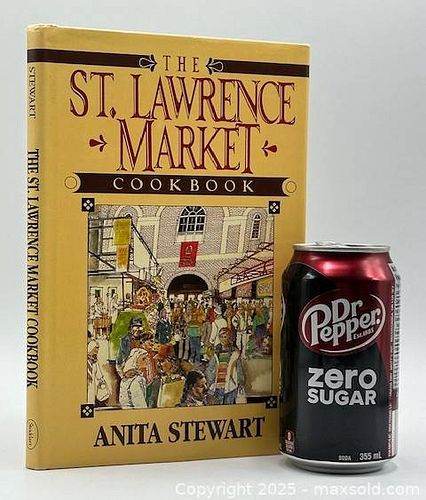 STEWART
THE ST. LAWRENCE MARKET COOKBOOK
THE
ST. LAWRENCE
MARKET
COOKBOOK
ANITA STEWART
Dr
Pepper
EST. 1885
zero
SUGAR
SODA 355 mL
Copyright © 2025 - maxsold.com